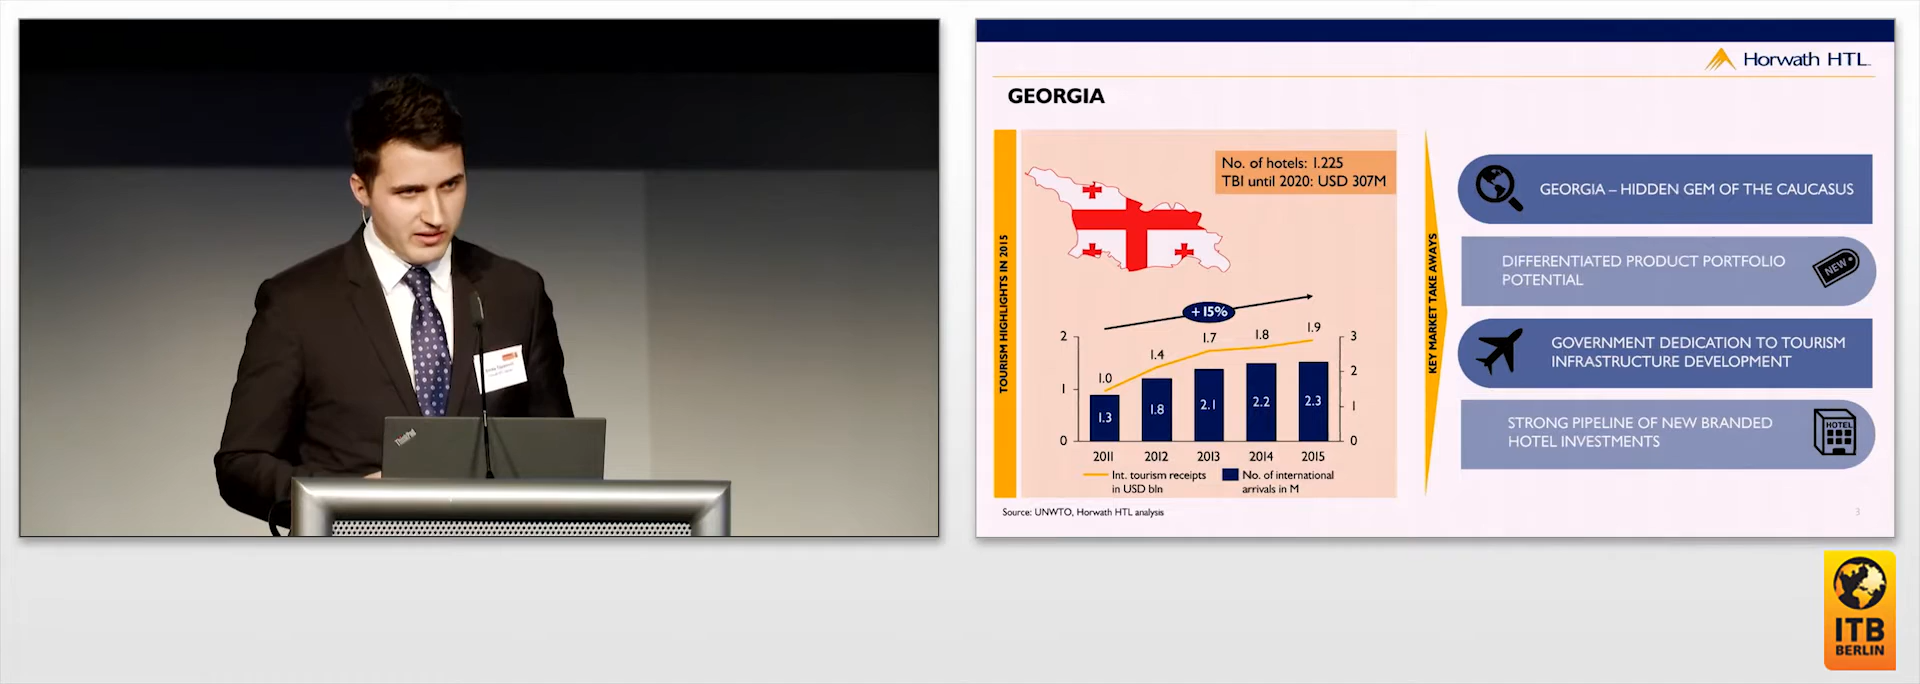 ThinkPad
Horwath HTL
GEORGIA
TOURISM HIGHLIGHTS IN 2015
No. of hotels: 1.225
TBI until 2020: USD 307M
+15%
2
1
0
3
2
1
0
1.0
1.4
1.7
1.8
1.9
1.3
1.8
2.1
2.2
2.3
2011
2012
2013
2014
2015
Int. tourism receipts
in USD bln
No. of international
arrivals in M
KEY MARKET TAKE AWAYS
GEORGIA – HIDDEN GEM OF THE CAUCASUS
DIFFERENTIATED PRODUCT PORTFOLIO
POTENTIAL
NEW
GOVERNMENT DEDICATION TO TOURISM
INFRASTRUCTURE DEVELOPMENT
STRONG PIPELINE OF NEW BRANDED
HOTEL INVESTMENTS
HOTEL
Source: UNWTO, Horwath HTL analysis
3
ITB
BERLIN